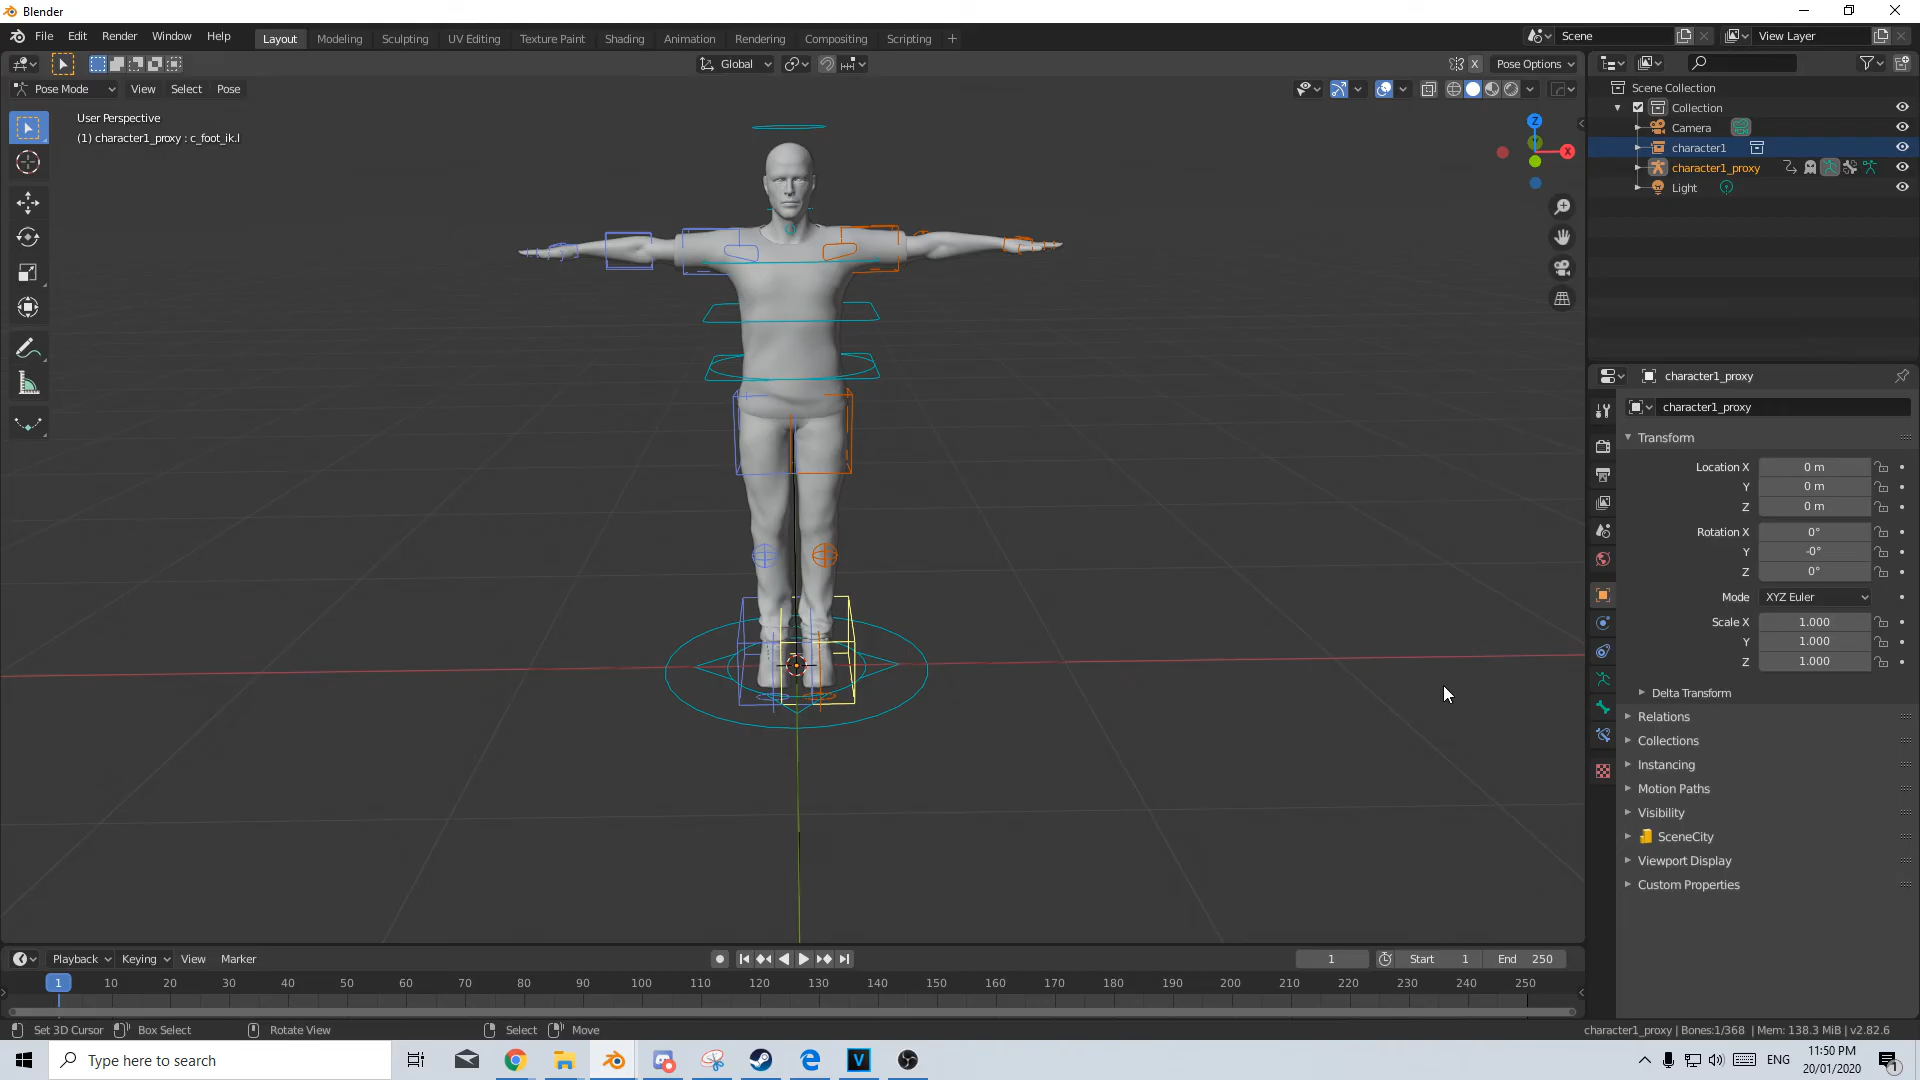 Blender
File Edit Render Window Help
Layout Modeling Sculpting UV Editing Texture Paint Shading Animation Rendering Compositing Scripting
Scene
View Layer
Global
X
Pose Options
Pose Mode View Select Pose
User Perspective
(1) character1_proxy : c_foot_ik.l
Z
X
Scene Collection
Collection
Camera
character1
character1_proxy
Light
character1_proxy
character1_proxy
Transform
Location X 0 m
Y 0 m
Z 0 m
Rotation X 0°
Y -0°
Z 0°
Mode XYZ Euler
Scale X 1.000
Y 1.000
Z 1.000
Delta Transform
Relations
Collections
Instancing
Motion Paths
Visibility
SceneCity
Viewport Display
Custom Properties
Playback Keying View Marker
1 Start 1 End 250
1 10 20 30 40 50 60 70 80 90 100 110 120 130 140 150 160 170 180 190 200 210 220 230 240 250
Set 3D Cursor Box Select Rotate View Select Move
character1_proxy | Bones:1/368 | Mem: 138.3 MiB | v2.82.6
Type here to search
V
ENG
11:50 PM
20/01/2020
1